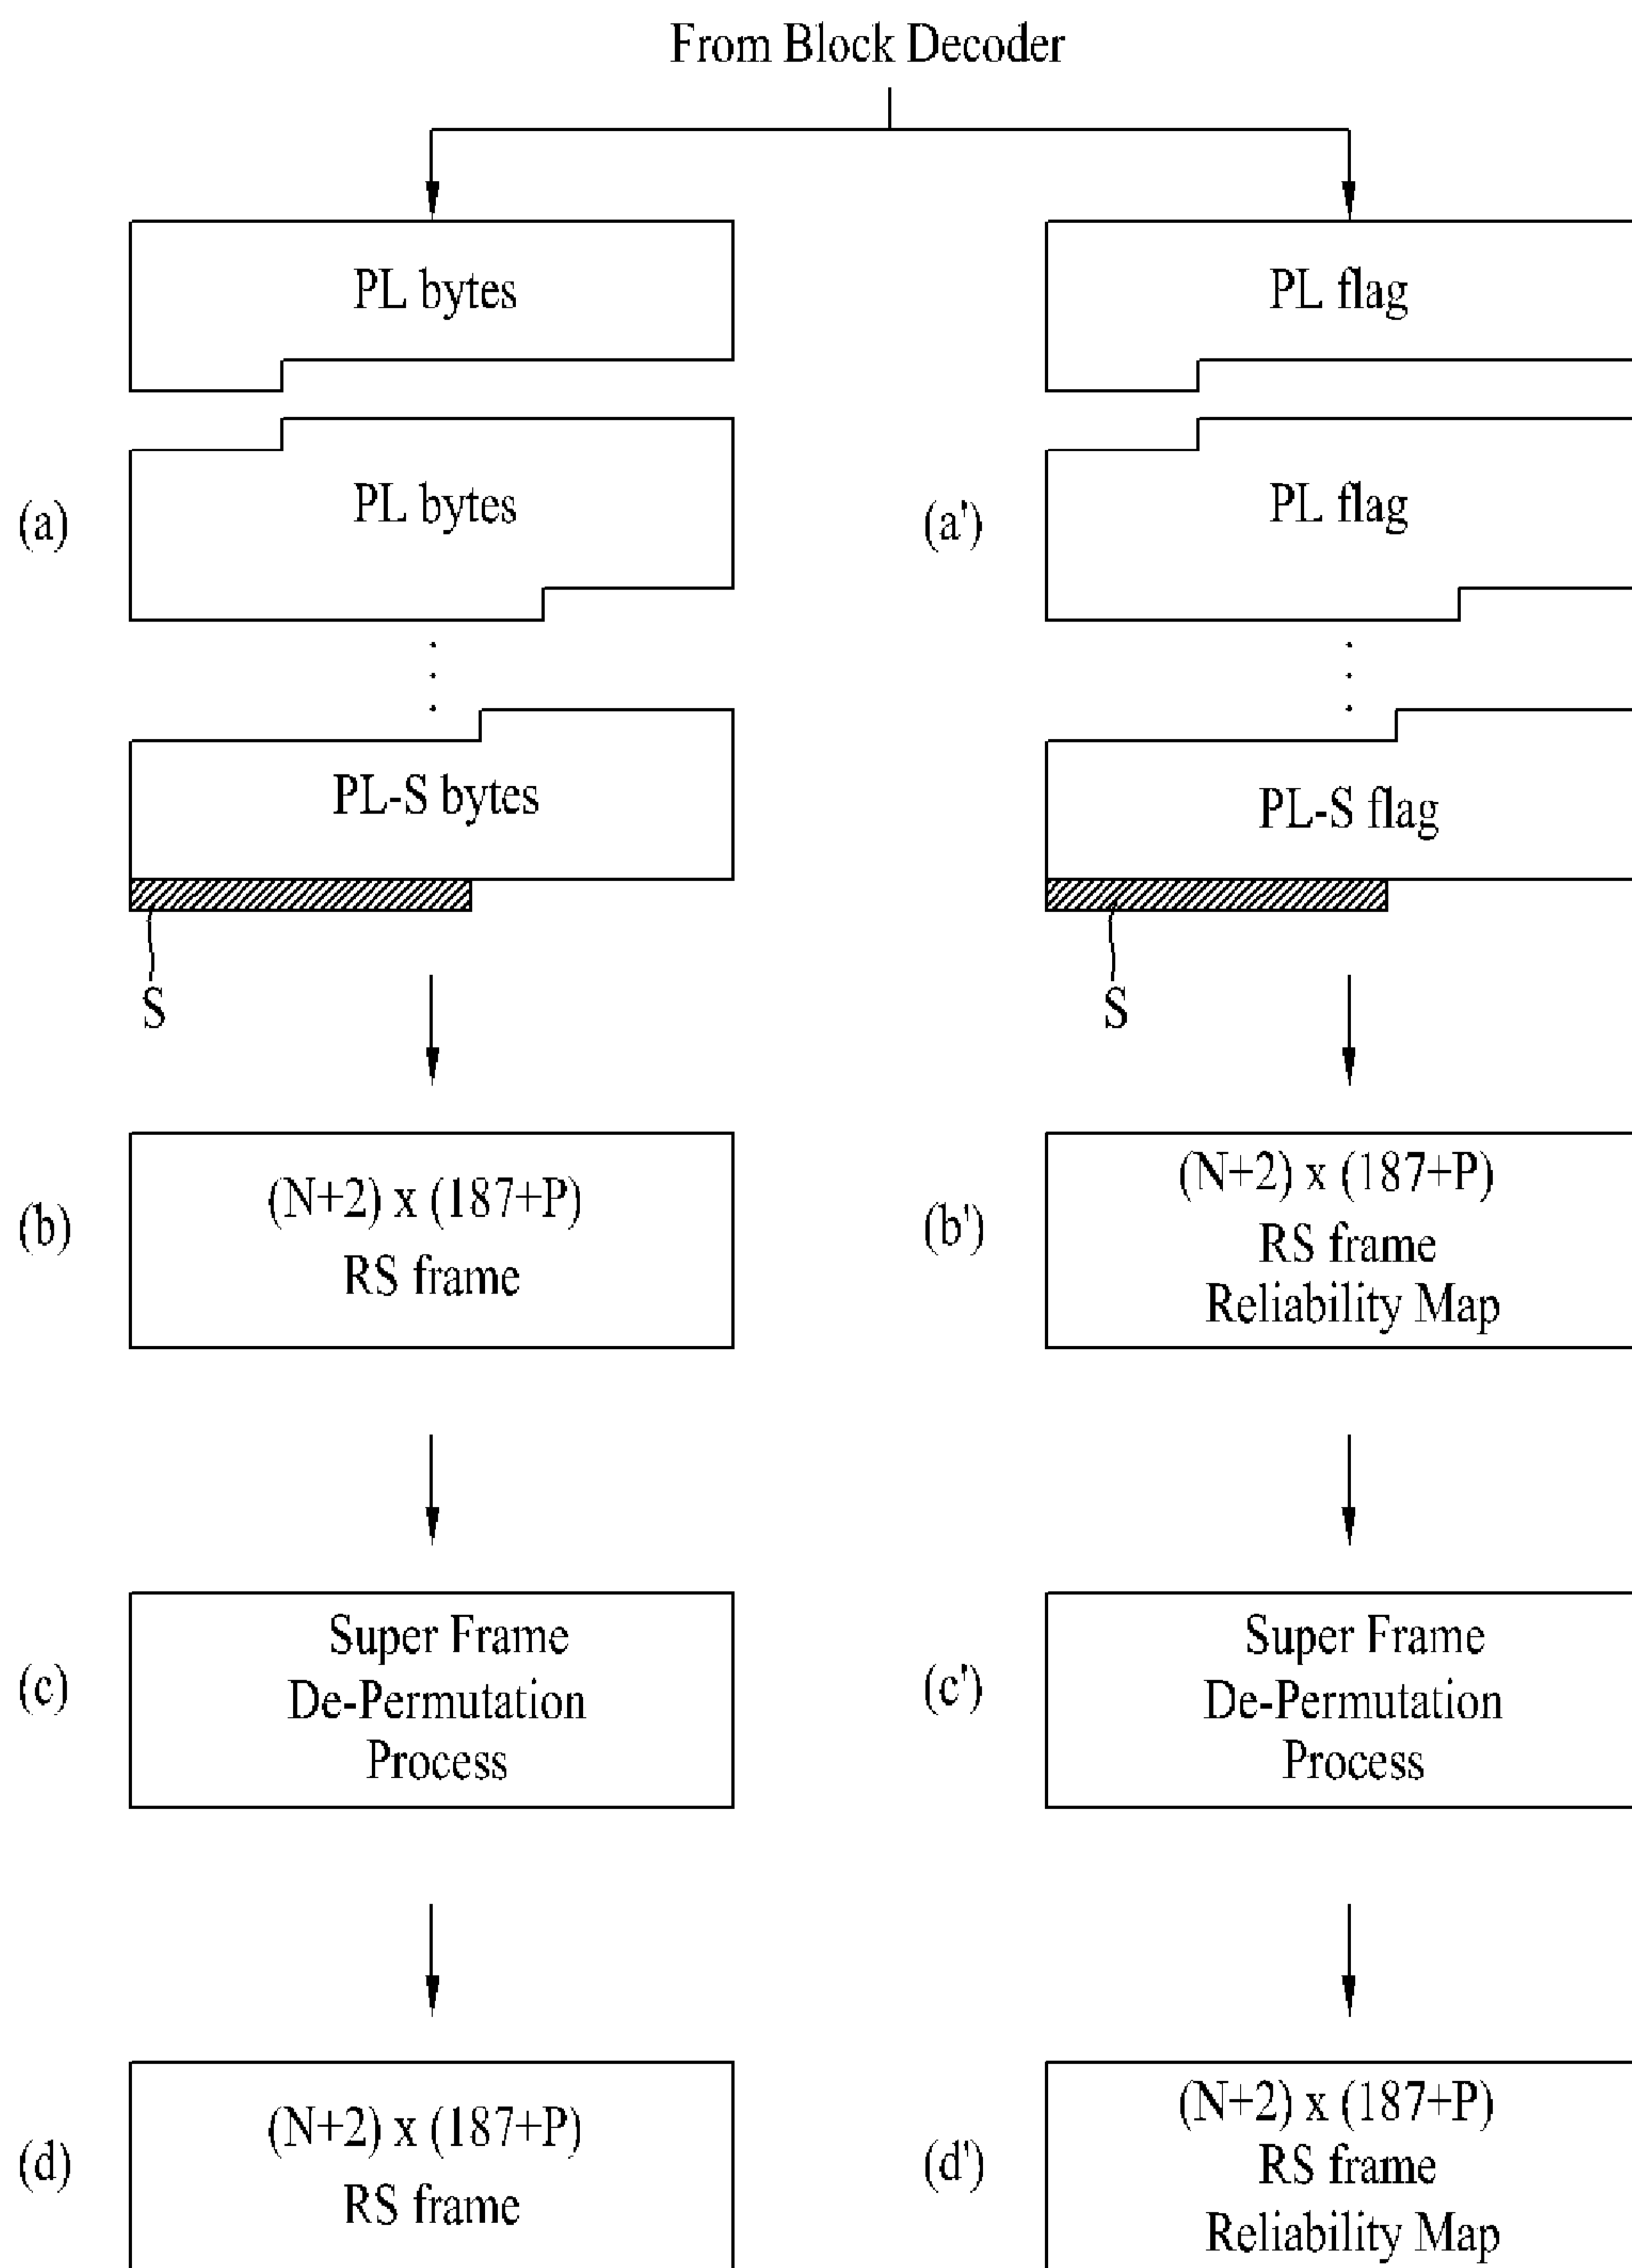 From Block Decoder
PL bytes
PL flag
PL bytes
PL flag
(a)
(a')
PL-S bytes
PL-S flag
S
S
(N+2) x (187+P)
RS frame
(b)
(N+2) x (187+P)
RS frame
Reliability Map
(b')
Super Frame
De-Permutation
Process
(c)
Super Frame
De-Permutation
Process
(c')
(N+2) x (187+P)
RS frame
(d)
(N+2) x (187+P)
RS frame
Reliability Map
(d')